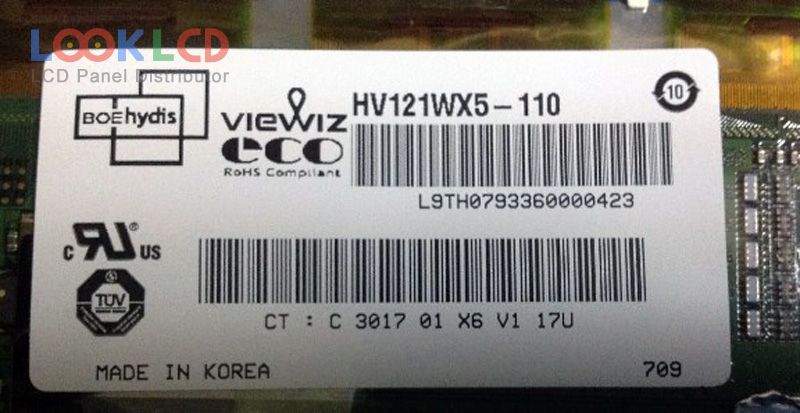 LOOKLCD
LCD Panel Distributor
BOEhydis
VIEWIZ
eco
RoHS Compliant
HV121WX5-110
10
L9TH0793360000423
c RU ® US
TÜV
CT : C 3017 01 X6 V1 17U
MADE IN KOREA
709